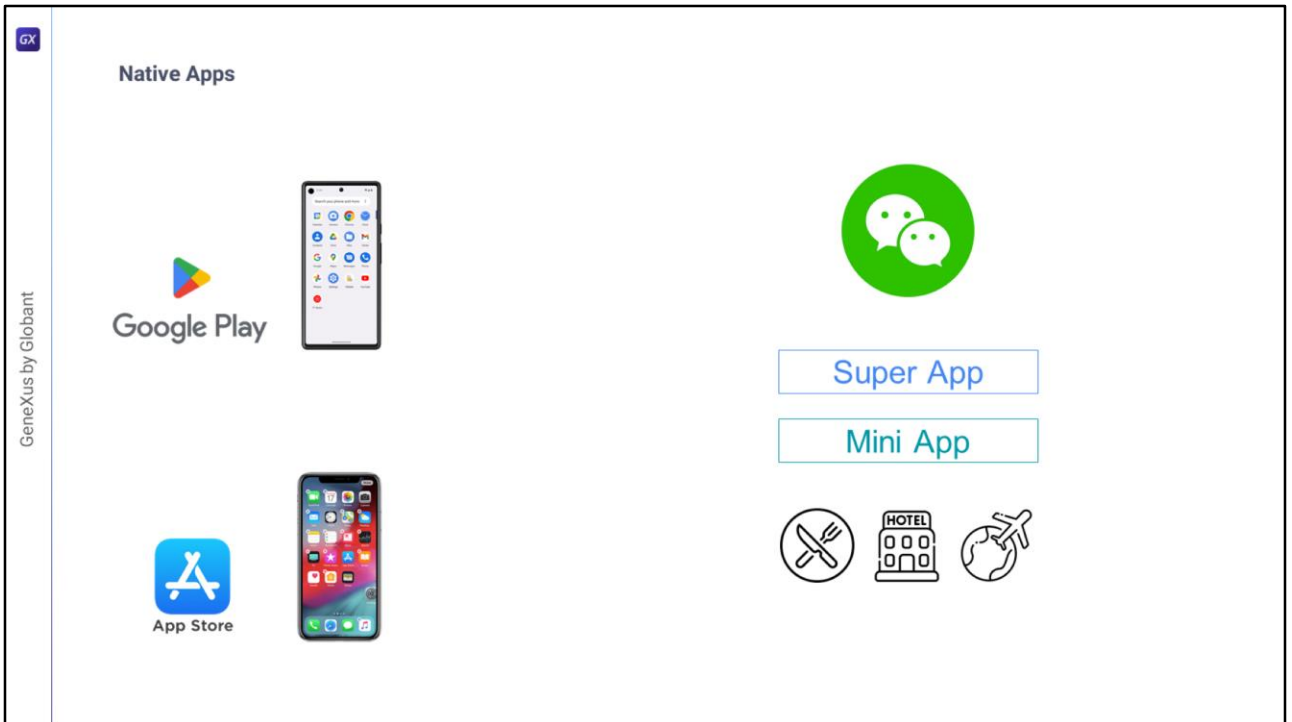 GX
Native Apps
Google Play
App Store
Super App
Mini App
HOTEL
GeneXus by Globant